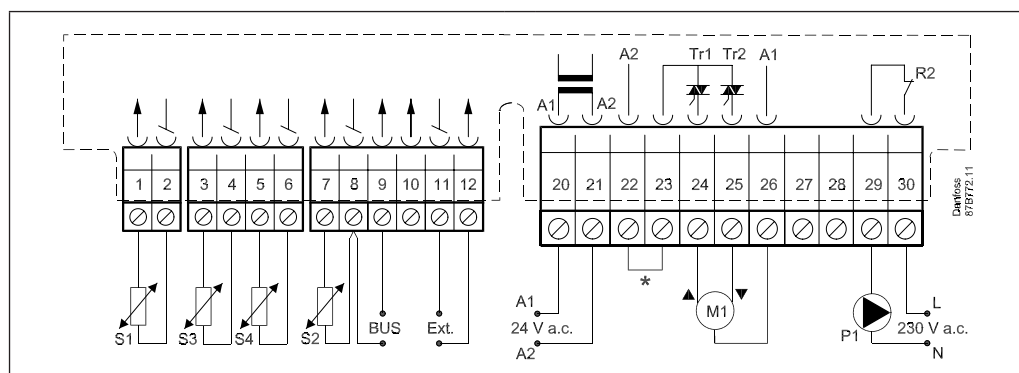 A2 Tr1 Tr2 A1
R2
A1 A2
1 2 3 4 5 6 7 8 9 10 11 12
20 21 22 23 24 25 26 27 28 29 30
Danfoss
87B772.11
*
A1
24 V a.c.
A2
M1
P1
L
230 V a.c.
N
S1 S3 S4 S2 BUS Ext.